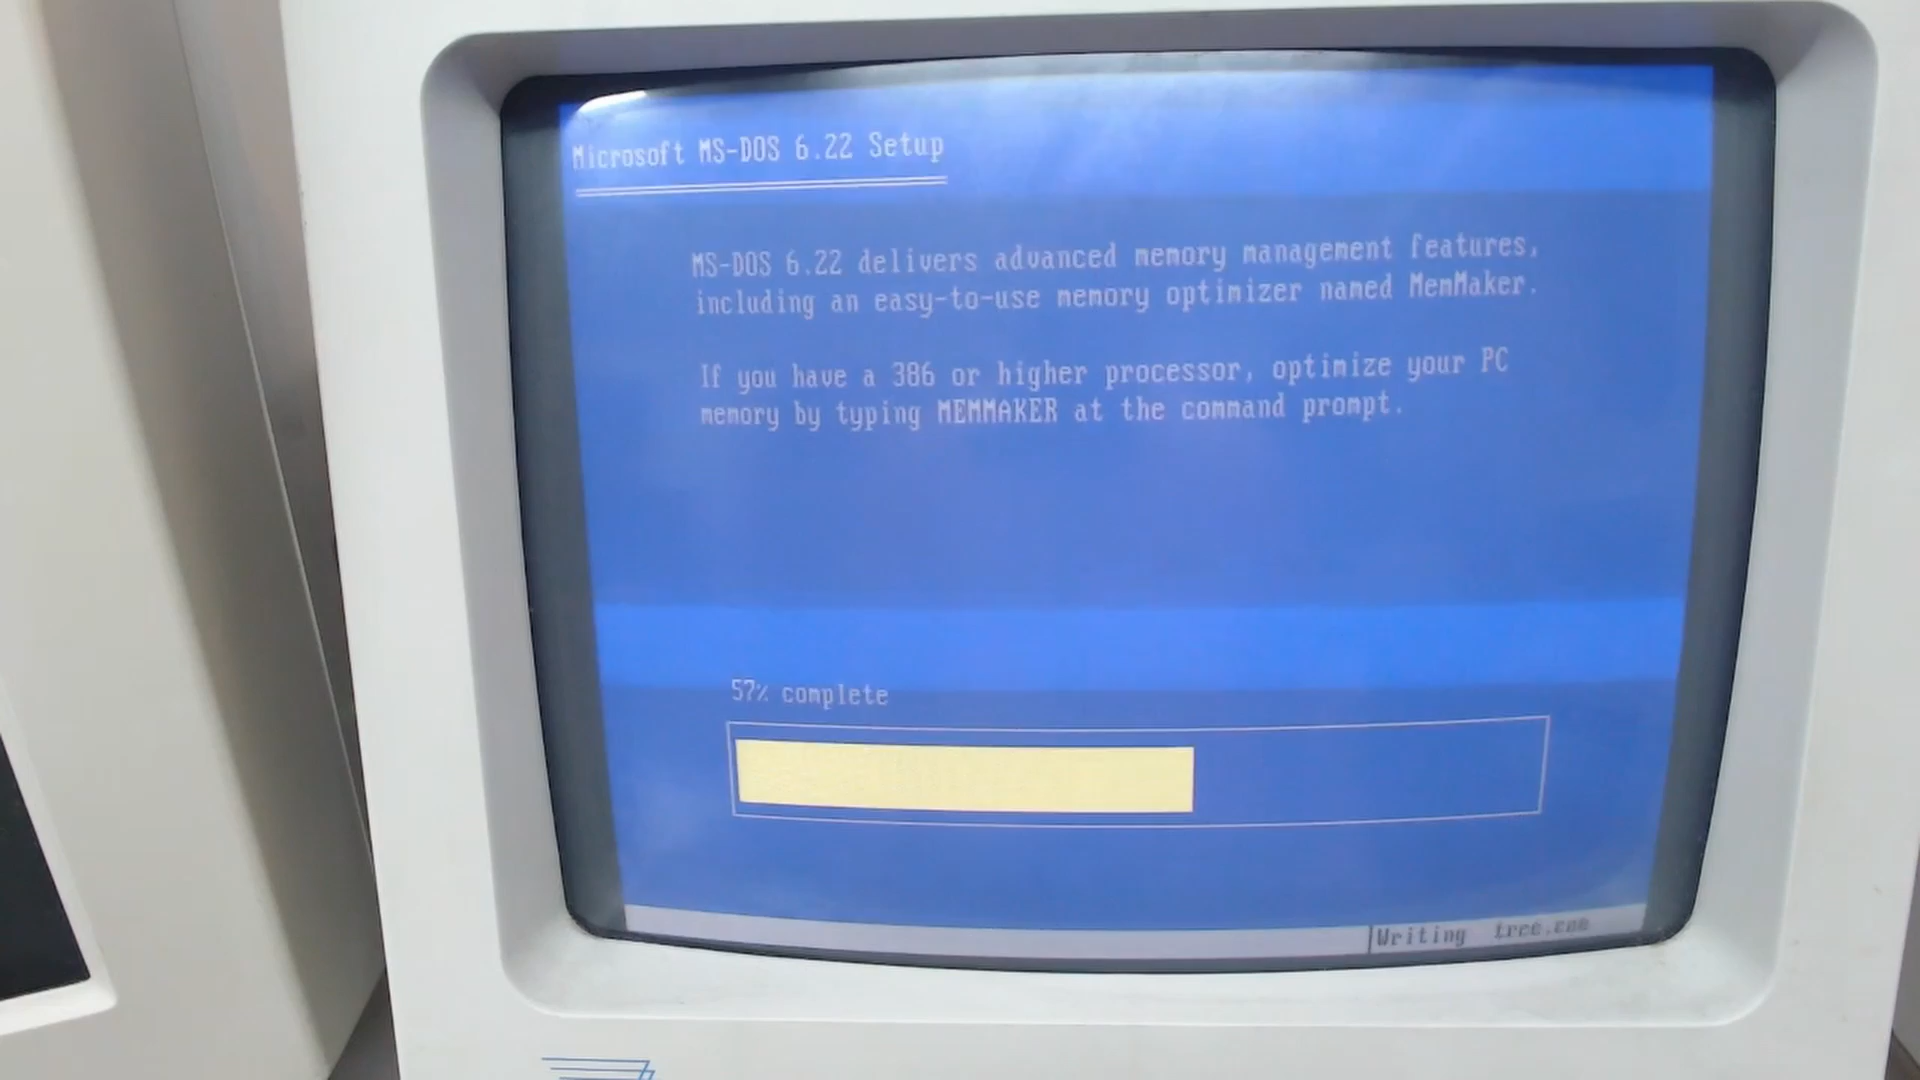 Microsoft MS-DOS 6.22 Setup
MS-DOS 6.22 delivers advanced memory management features,
including an easy-to-use memory optimizer named MemMaker.
If you have a 386 or higher processor, optimize your PC
memory by typing MEMMAKER at the command prompt.
57% complete
Writing tree.com